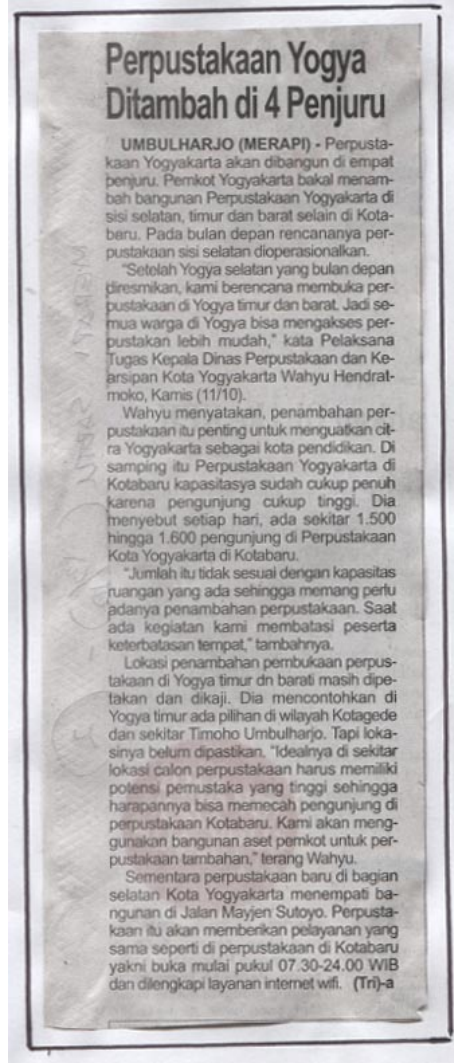 Perpustakaan Yogya
Ditambah di 4 Penjuru
UMBULHARJO (MERAPI) - Perpusta-
kaan Yogyakarta akan dibangun di empat
penjuru. Pemkot Yogyakarta bakal menam-
bah bangunan Perpustakaan Yogyakarta di
sisi selatan, timur dan barat selain di Kota-
baru. Pada bulan depan rencananya per-
pustakaan sisi selatan dioperasionalkan.
"Setelah Yogya selatan yang bulan depan
diresmikan, kami berencana membuka per-
pustakaan di Yogya timur dan barat. Jadi se-
mua warga di Yogya bisa mengakses per-
pustakan lebih mudah," kata Pelaksana
Tugas Kepala Dinas Perpustakaan dan Ke-
arsipan Kota Yogyakarta Wahyu Hendrat-
moko, Kamis (11/10).
Wahyu menyatakan, penambahan per-
pustakaan itu penting untuk menguatkan cit-
ra Yogyakarta sebagai kota pendidikan. Di
samping itu Perpustakaan Yogyakarta di
Kotabaru kapasitasya sudah cukup penuh
karena pengunjung cukup tinggi. Dia
menyebut setiap hari, ada sekitar 1.500
hingga 1.600 pengunjung di Perpustakaan
Kota Yogyakarta di Kotabaru.
"Jumlah itu tidak sesuai dengan kapasitas
ruangan yang ada sehingga memang perlu
adanya penambahan perpustakaan. Saat
ada kegiatan kami membatasi peserta
keterbatasan tempat," tambahnya.
Lokasi penambahan pembukaan perpus-
takaan di Yogya timur dn barati masih dipe-
takan dan dikaji. Dia mencontohkan di
Yogya timur ada pilihan di wilayah Kotagede
dan sekitar Timoho Umbulharjo. Tapi loka-
sinya belum dipastikan. "Idealnya di sekitar
lokasi calon perpustakaan harus memiliki
potensi pemustaka yang tinggi sehingga
harapannya bisa memecah pengunjung di
perpustakaan Kotabaru. Kami akan meng-
gunakan bangunan aset pemkot untuk per-
pustakaan tambahan," terang Wahyu.
Sementara perpustakaan baru di bagian
selatan Kota Yogyakarta menempati ba-
ngunan di Jalan Mayjen Sutoyo. Perpusta-
kaan itu akan memberikan pelayanan yang
sama seperti di perpustakaan di Kotabaru
yakni buka mulai pukul 07.30-24.00 WIB
dan dilengkapi layanan internet wifi. (Tri)-a